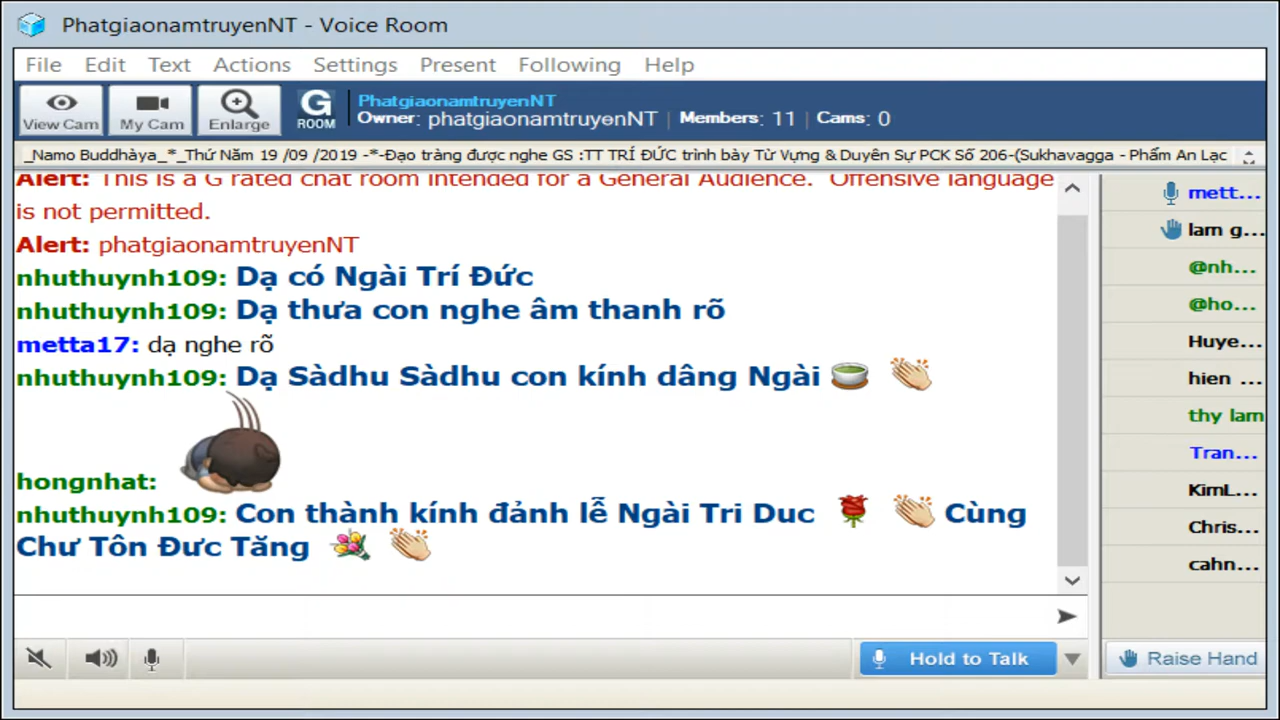 PhatgiaonamtruyenNT - Voice Room
File Edit Text Actions Settings Present Following Help
View Cam My Cam Enlarge G ROOM
PhatgiaonamtruyenNT
Owner: phatgiaonamtruyenNT | Members: 11 | Cams: 0
_Namo Buddhàya_*_Thứ Năm 19 /09 /2019 -*-Đạo tràng được nghe GS :TT TRÍ ĐỨC trình bày Từ Vựng & Duyên Sự PCK Số 206-(Sukhavagga - Phẩm An Lạc
Alert: This is a G rated chat room intended for a General Audience. Offensive language
is not permitted.
Alert: phatgiaonamtruyenNT
nhuthuynh109: Dạ có Ngài Trí Đức
nhuthuynh109: Dạ thưa con nghe âm thanh rõ
metta17: dạ nghe rõ
nhuthuynh109: Dạ Sàdhu Sàdhu con kính dâng Ngài
hongnhat:
nhuthuynh109: Con thành kính đảnh lễ Ngài Tri Duc Cùng
Chư Tôn Đưc Tăng
mett...
lam g...
@nh...
@ho...
Huye...
hien ...
thy lam
Tran...
KimL...
Chris...
cahn...
Hold to Talk
Raise Hand